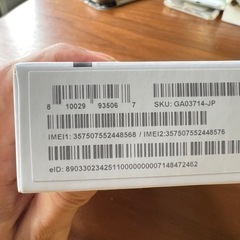 8 10029 93506 7 SKU: GA03714-JP
IMEI1: 357507552448568 / IMEI2:357507552448576
eID: 89033023425110000000007148472462